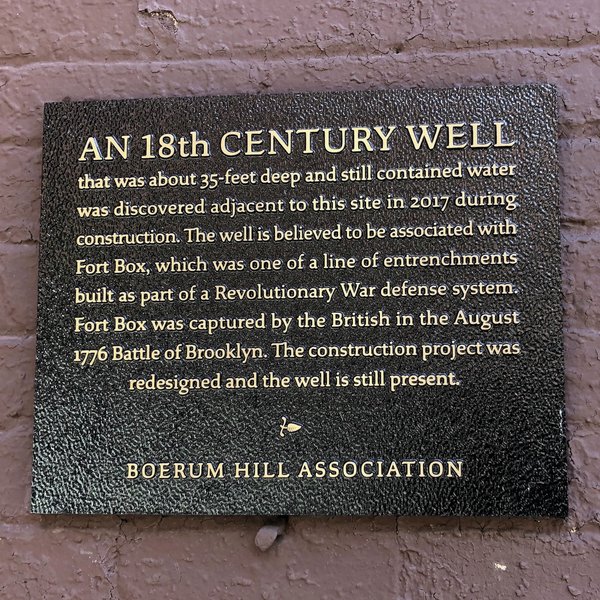 AN 18th CENTURY WELL
that was about 35-feet deep and still contained water
was discovered adjacent to this site in 2017 during
construction. The well is believed to be associated with
Fort Box, which was one of a line of entrenchments
built as part of a Revolutionary War defense system.
Fort Box was captured by the British in the August
1776 Battle of Brooklyn. The construction project was
redesigned and the well is still present.
BOERUM HILL ASSOCIATION